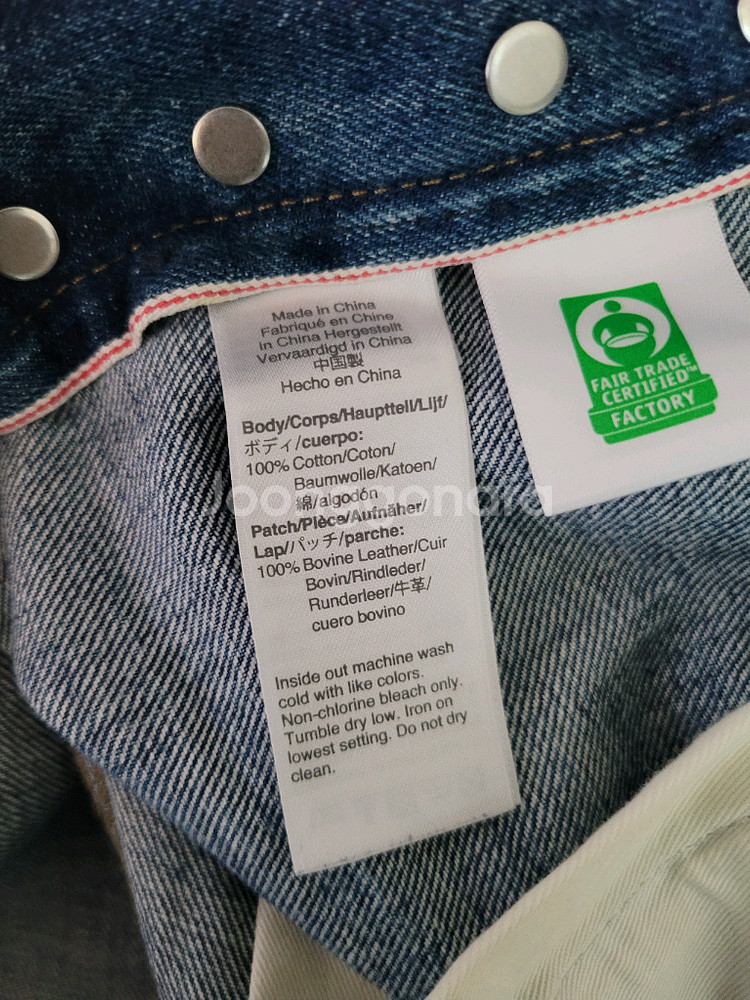 Made in China
Fabriqué en Chine
in China Hergestellt
Vervaardigd in China
中国製
Hecho en China
Body/Corps/Hauptteil/Lijf/
ボディ/cuerpo:
100% Cotton/Coton/
Baumwolle/Katoen/
綿/algodón
Patch/Pièce/Aufnäher/
Lap/パッチ/parche:
100% Bovine Leather/Cuir
Bovin/Rindleder/
Runderleer/牛革/
cuero bovino
Inside out machine wash
cold with like colors.
Non-chlorine bleach only.
Tumble dry low. Iron on
lowest setting. Do not dry
clean.
FAIR TRADE
CERTIFIED™
FACTORY
Joonggonara